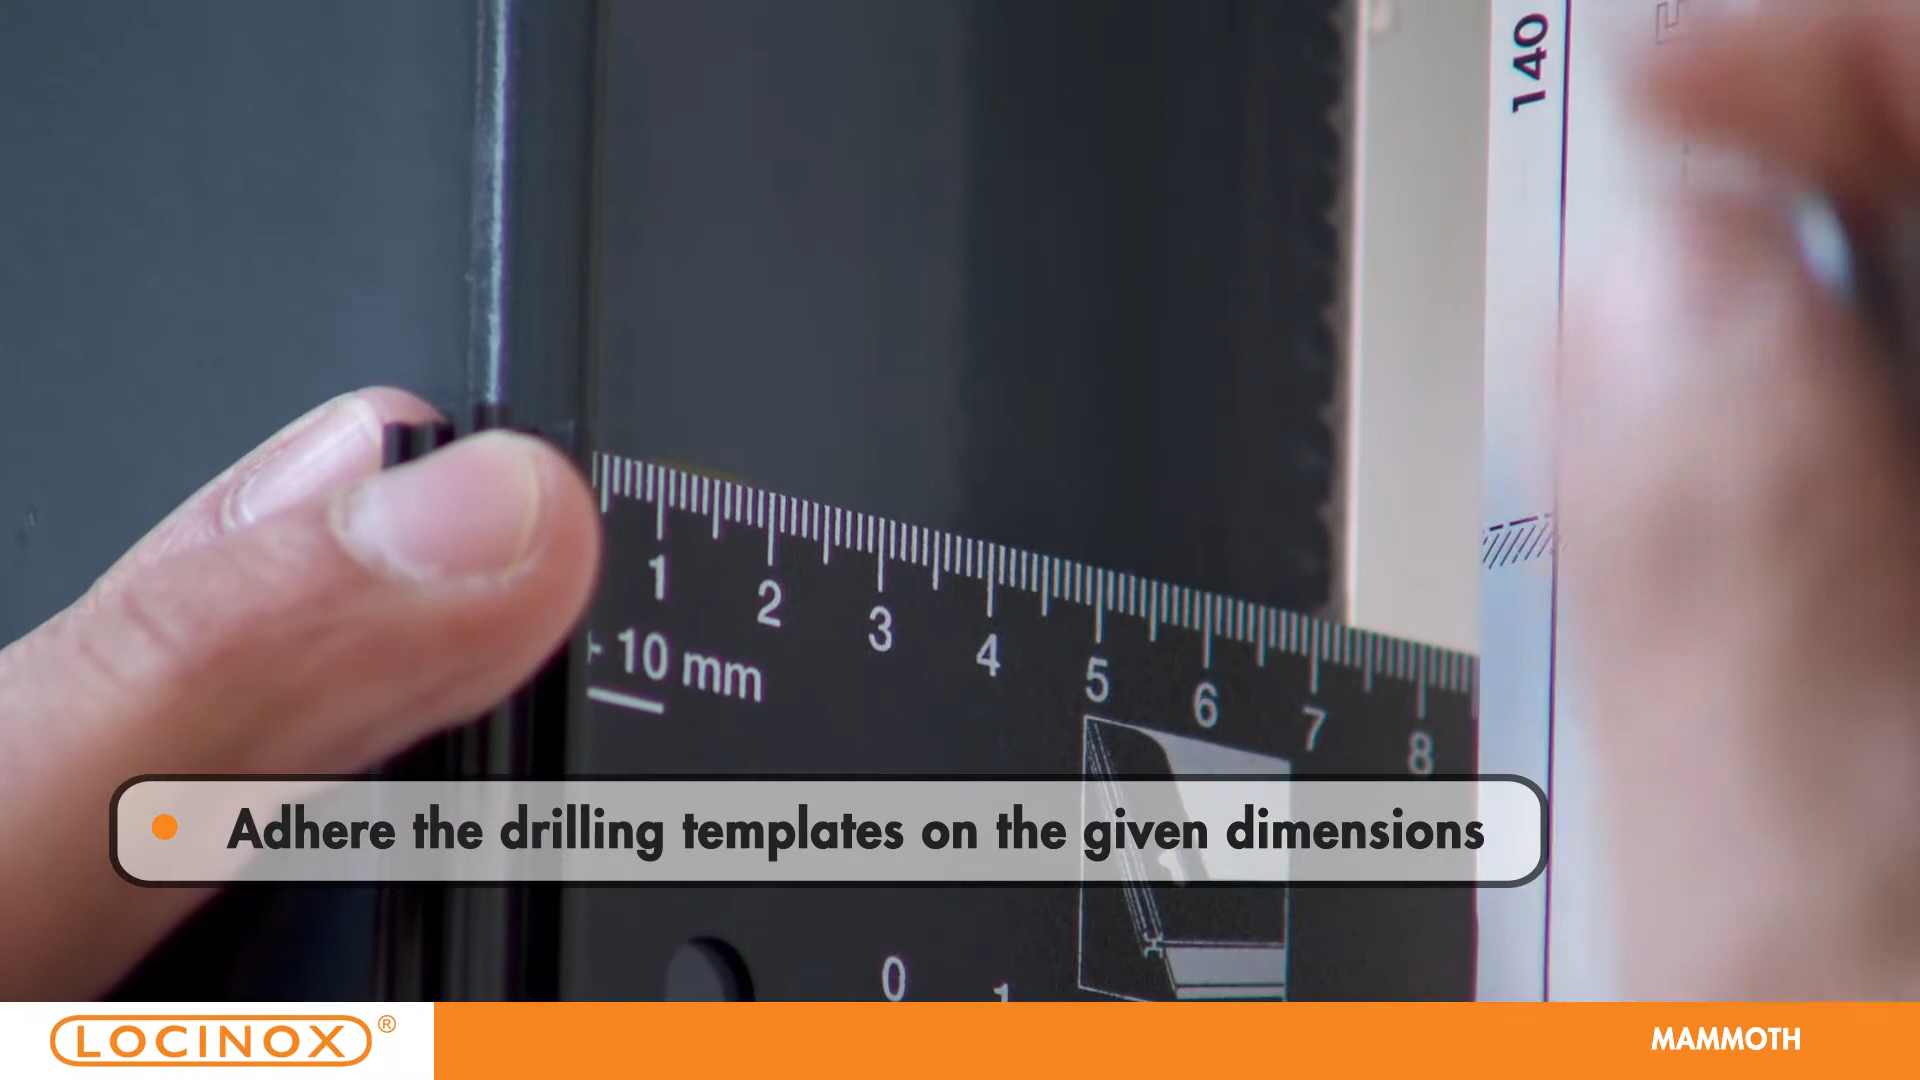 140
1 2 3 4 5 6 7 8
10 mm
Adhere the drilling templates on the given dimensions
0 1
LOCINOX®
MAMMOTH